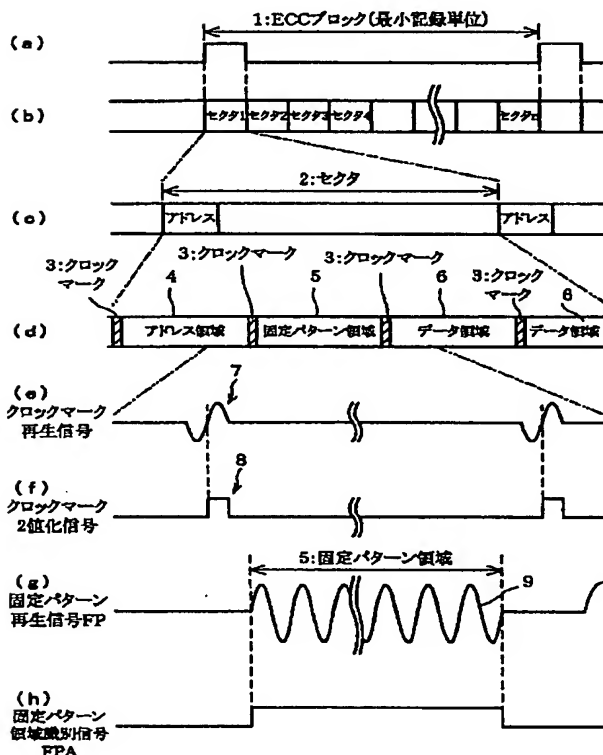 1:ECCブロック(最小記録単位)
(a)
(b)
セクタ1 セクタ2 セクタ3 セクタ4 セクタn
2:セクタ
(c)
アドレス アドレス
3:クロックマーク
4
3:クロックマーク
5
3:クロックマーク
6
3:クロックマーク
6
(d)
アドレス領域 固定パターン領域 データ領域 データ領域
(e)
クロックマーク
再生信号
7
(f)
クロックマーク
2値化信号
8
5:固定パターン領域
(g)
固定パターン
再生信号FP
9
(h)
固定パターン
領域識別信号
FPA